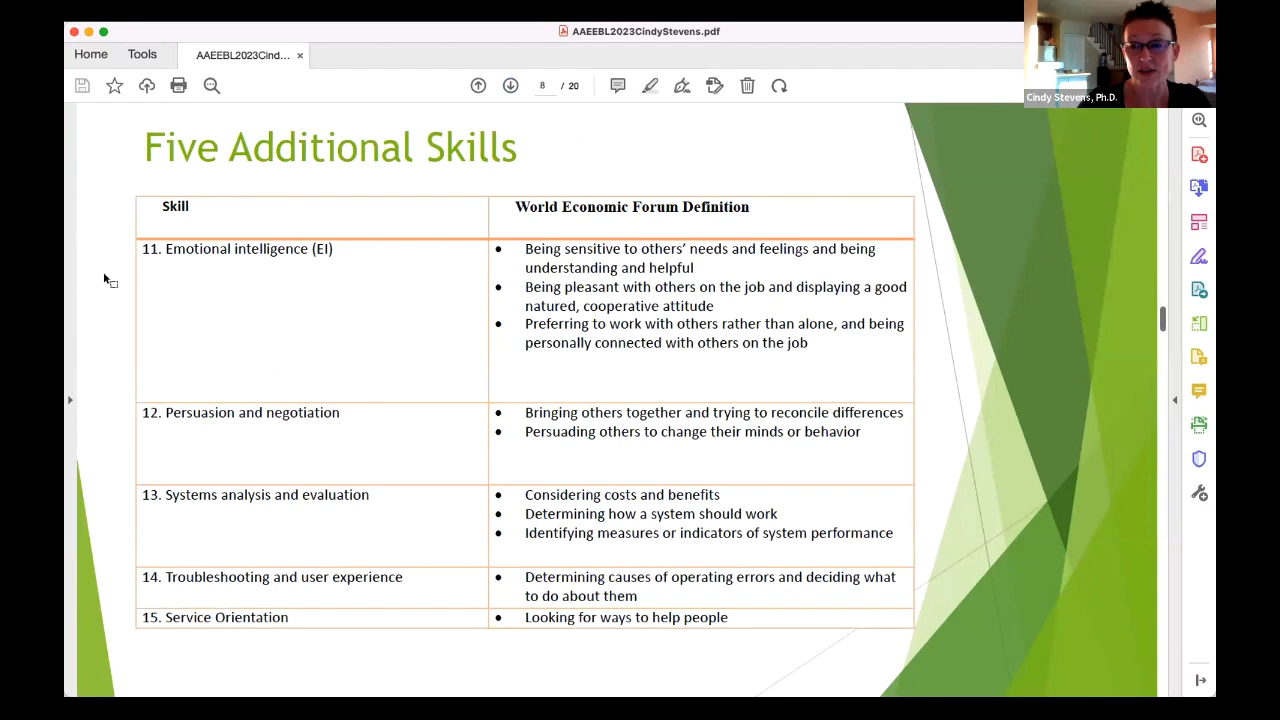 AAEEBL2023CindyStevens.pdf
Home
Tools
AAEEBL2023Cind... ×
8 / 20
Cindy Stevens, Ph.D.
Five Additional Skills
Skill
World Economic Forum Definition
11. Emotional intelligence (EI)
• Being sensitive to others’ needs and feelings and being
understanding and helpful
• Being pleasant with others on the job and displaying a good
natured, cooperative attitude
• Preferring to work with others rather than alone, and being
personally connected with others on the job
12. Persuasion and negotiation
• Bringing others together and trying to reconcile differences
• Persuading others to change their minds or behavior
13. Systems analysis and evaluation
• Considering costs and benefits
• Determining how a system should work
• Identifying measures or indicators of system performance
14. Troubleshooting and user experience
• Determining causes of operating errors and deciding what
to do about them
15. Service Orientation
• Looking for ways to help people